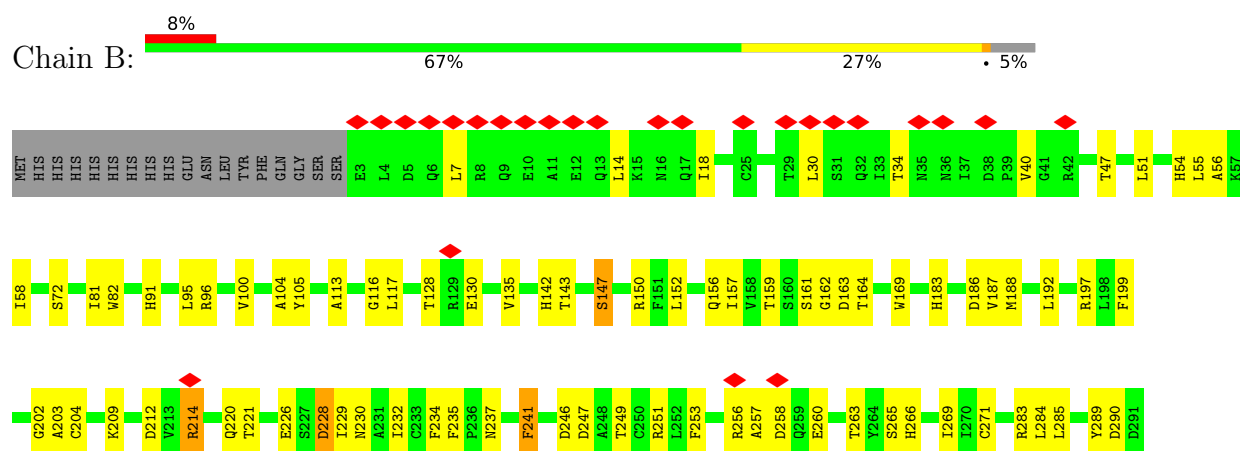 8%
Chain B:
67% 27% • 5%
MET HIS HIS HIS HIS HIS HIS HIS HIS GLU ASN LEU TYR PHE GLN GLY SER SER E3 L4 D5 Q6 L7 R8 Q9 E10 A11 E12 Q13 L14 K15 N16 Q17 I18 C25 T29 L30 S31 Q32 I33 T34 N35 N36 I37 D38 P39 V40 G41 R42 T47 L51 H54 L55 A56 K57
I58 S72 I81 W82 H91 L95 R96 V100 A104 Y105 A113 G116 L117 T128 R129 E130 V135 H142 T143 S147 R150 F151 L152 Q156 I157 V158 T159 S160 S161 G162 D163 T164 W169 H183 D186 V187 M188 L192 R197 L198 F199
G202 A203 C204 K209 D212 V213 R214 Q220 T221 E226 S227 D228 I229 N230 A231 I232 C233 F234 F235 P236 N237 F241 D246 D247 A248 T249 C250 R251 L252 F253 R256 A257 D258 Q259 E260 T263 Y264 S265 H266 I269 I270 C271 R283 L284 L285 Y289 D290 D291